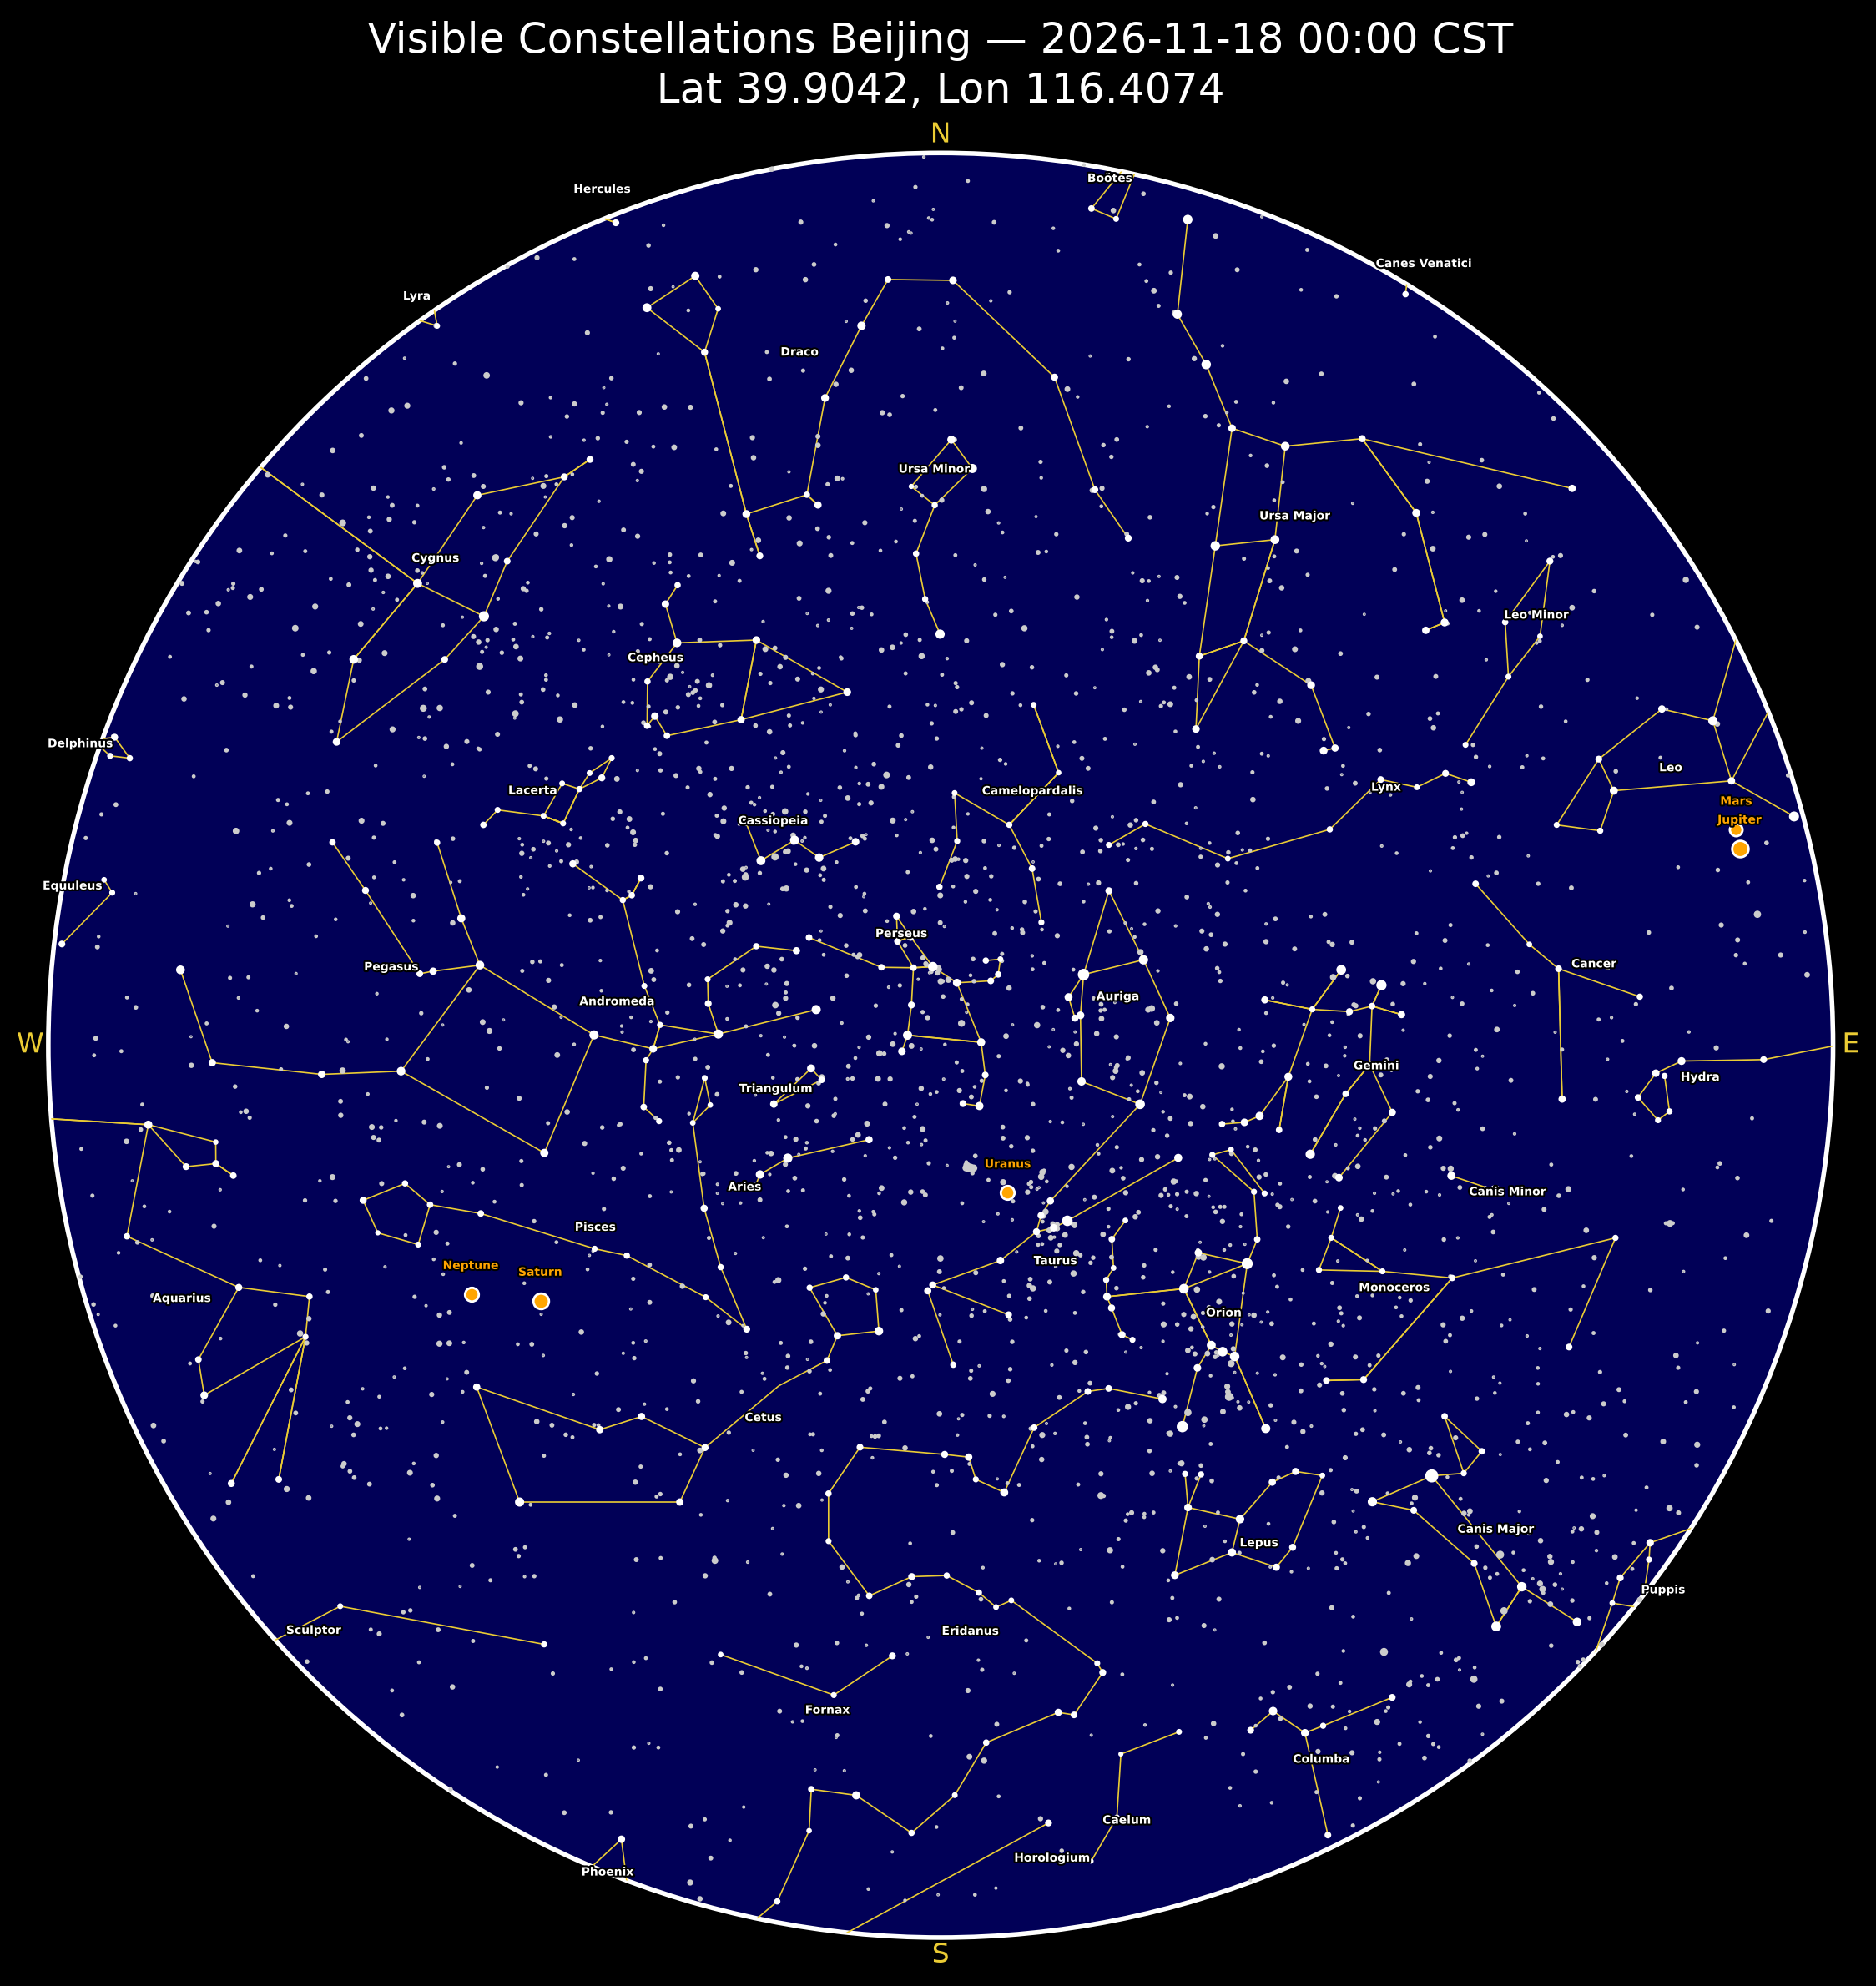 Visible Constellations Beijing — 2026-11-18 00:00 CST
Lat 39.9042, Lon 116.4074
N
Boötes
Hercules
Canes Venatici
Lyra
Draco
Ursa Minor
Ursa Major
Cygnus
Leo Minor
Cepheus
Delphinus
Leo
Lynx
Lacerta
Camelopardalis
Mars
Cassiopeia
Jupiter
Equuleus
Perseus
Cancer
Pegasus
Auriga
Andromeda
W
E
Gemini
Hydra
Triangulum
Uranus
Aries
Canis Minor
Pisces
Taurus
Neptune
Saturn
Monoceros
Aquarius
Orion
Cetus
Canis Major
Lepus
Puppis
Sculptor
Eridanus
Fornax
Columba
Caelum
Horologium
Phoenix
S